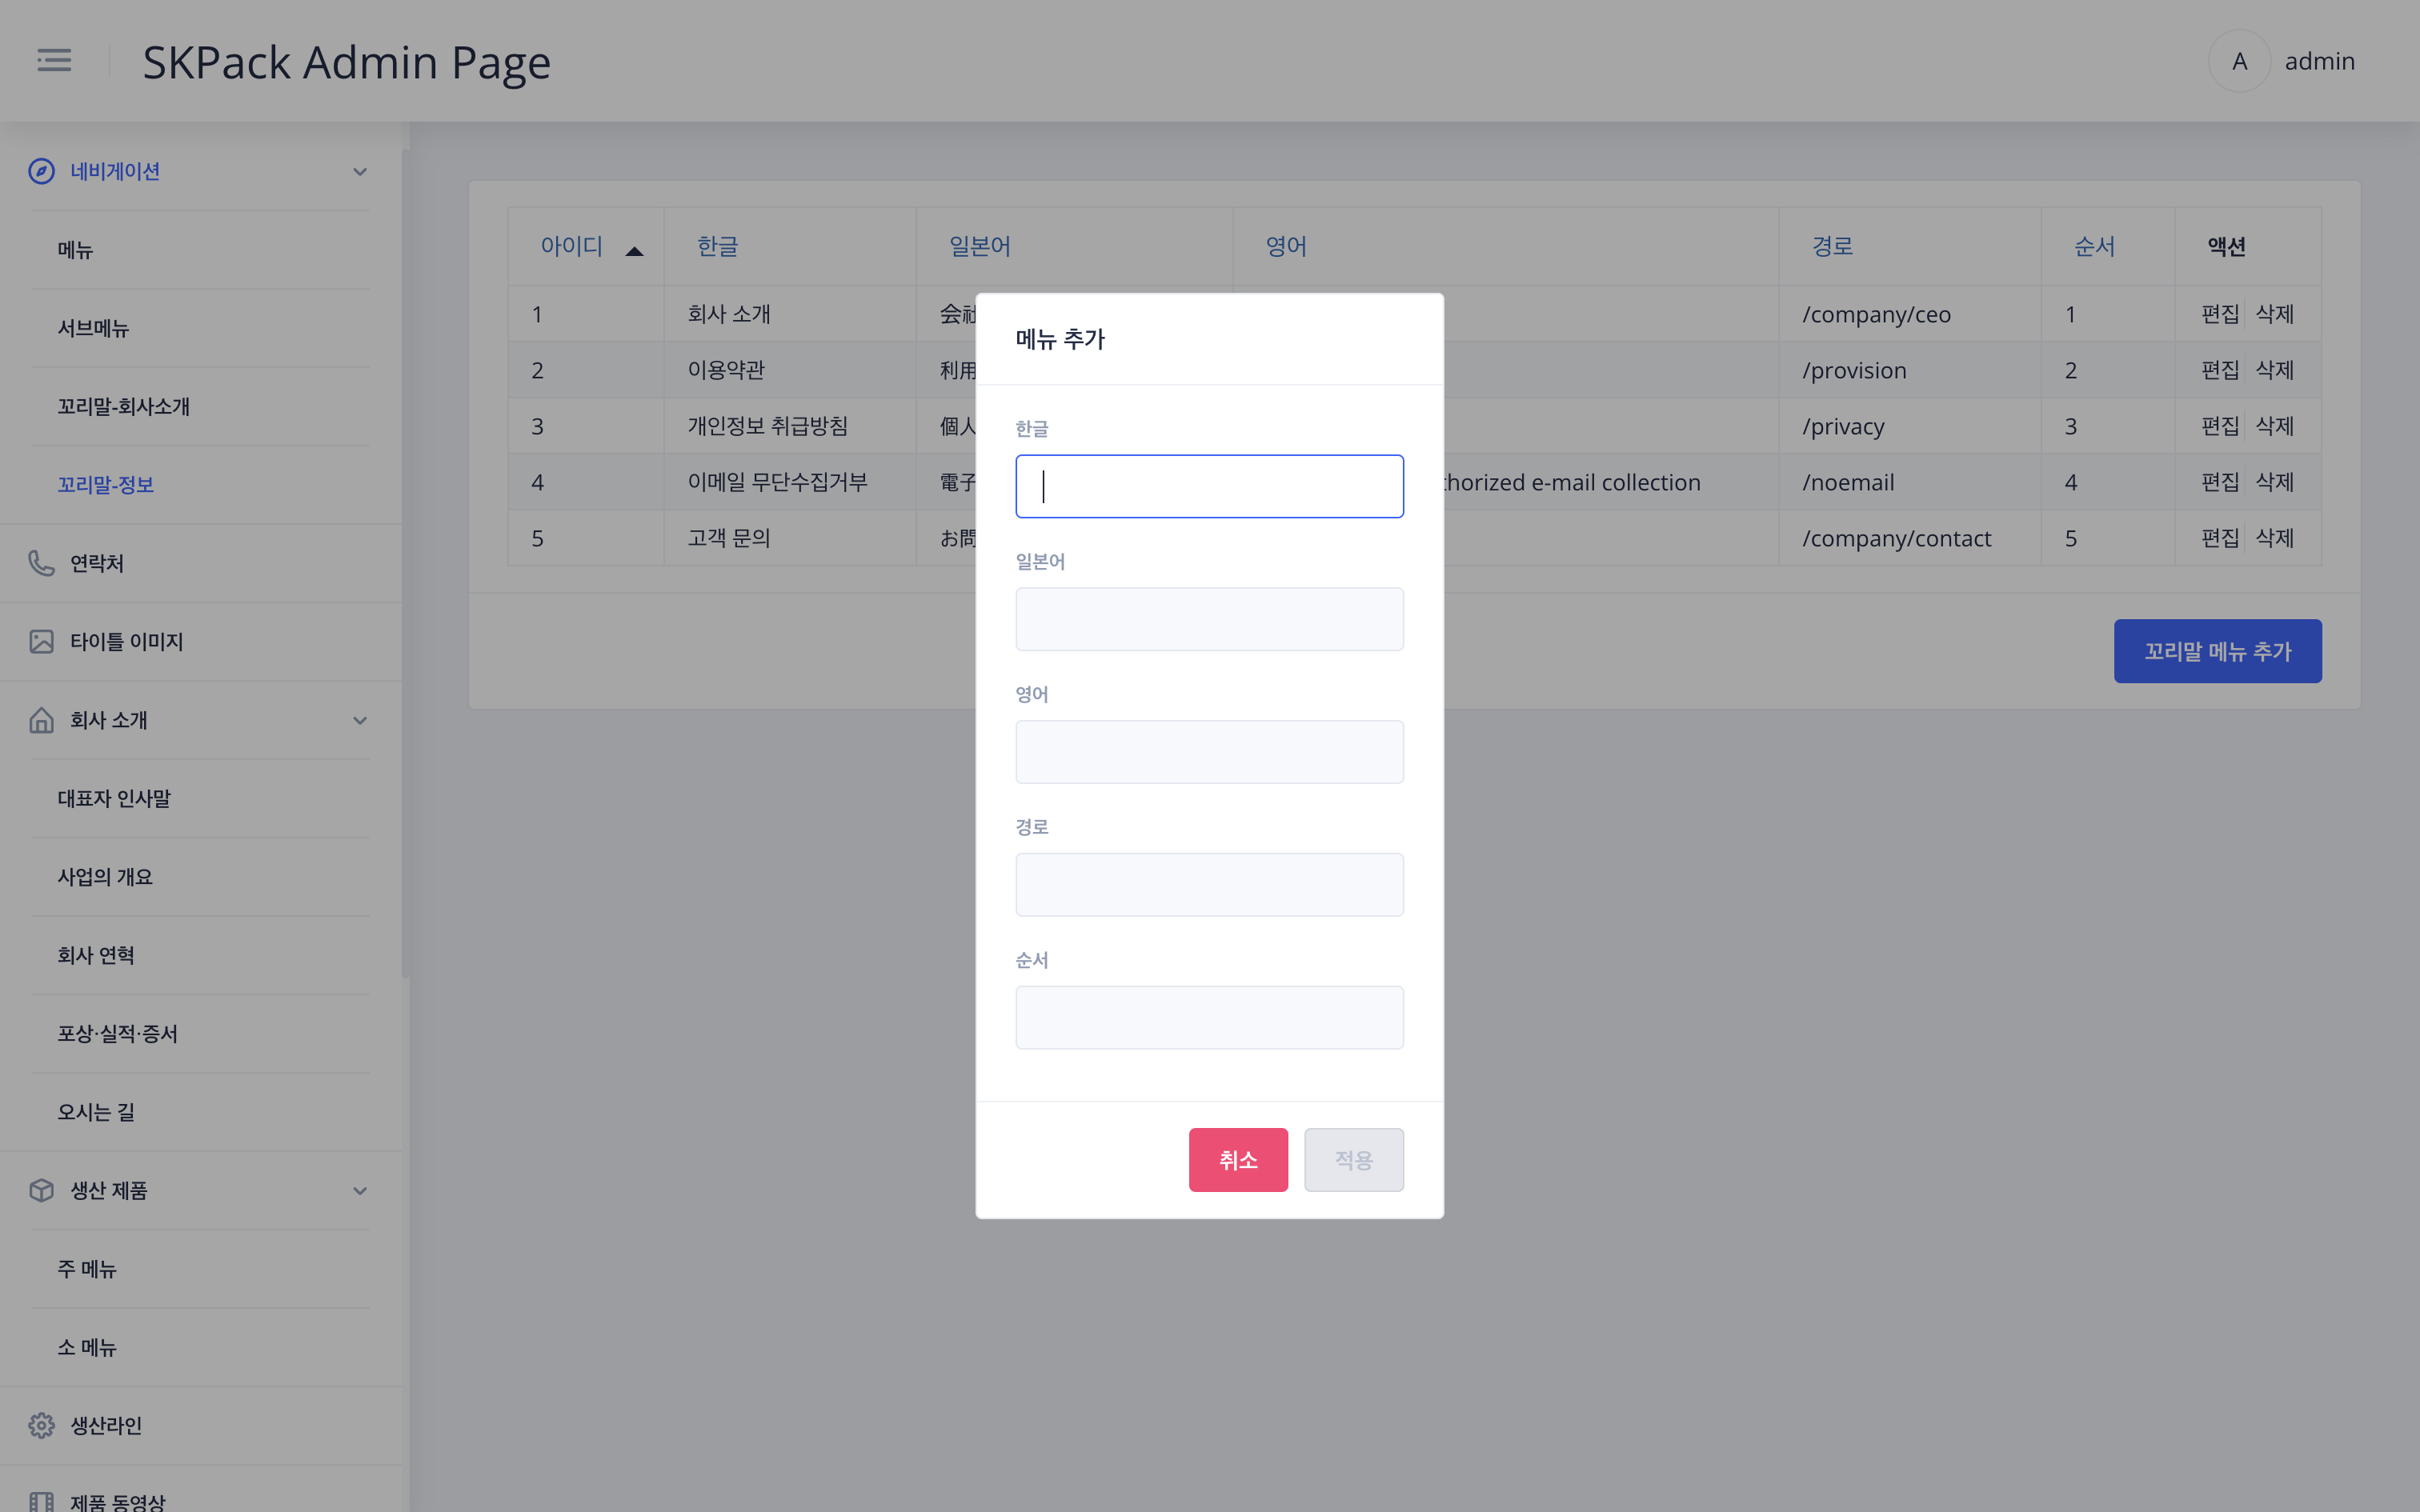 SKPack Admin Page
A admin
네비게이션
메뉴
서브메뉴
꼬리말-회사소개
꼬리말-정보
연락처
타이틀 이미지
회사 소개
대표자 인사말
사업의 개요
회사 연혁
포상·실적·증서
오시는 길
생산 제품
주 메뉴
소 메뉴
생산라인
제품 동영상
아이디 한글 일본어 영어 경로 순서 액션
1 회사 소개 会社 /company/ceo 1 편집 삭제
2 이용약관 利用 /provision 2 편집 삭제
3 개인정보 취급방침 個人 /privacy 3 편집 삭제
4 이메일 무단수집거부 電子 e-mail collection /noemail 4 편집 삭제
5 고객 문의 お問 /company/contact 5 편집 삭제
꼬리말 메뉴 추가
메뉴 추가
한글
일본어
영어
경로
순서
취소 적용